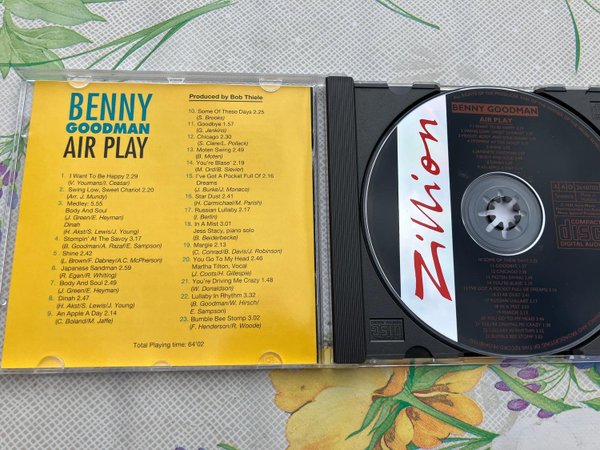 BENNY
GOODMAN
AIR PLAY
1. I Want To Be Happy 2.29
(V. Youmans/I. Ceasar)
2. Swing Low, Sweet Chariot 2.20
(Arr. J. Mundy)
3. Medley: 5.55
Body And Soul
(J. Green/E. Heyman)
Dinah
(H. Akst/S. Lewis/J. Young)
4. Stompin' At The Savoy 3.17
(B. Goodman/A. Razaf/E. Sampson)
5. Shine 2.42
(L. Brown/F. Dabney/A.C. McPherson)
6. Japanese Sandman 2.59
(R. Egan/R. Whiting)
7. Body And Soul 2.49
(J. Green/E. Heyman)
8. Dinah 2.47
(H. Akst/S. Lewis/J. Young)
9. An Apple A Day 2.14
(C. Boland/M. Jaffe)
Produced by Bob Thiele
10. Some Of These Days 2.25
(S. Brooks)
11. Goodbye 1.57
(G. Jenkins)
12. Chicago 2.30
(S. Clare/L. Pollack)
13. Moten Swing 2.49
(B. Moten)
14. You're Blase' 2.19
(M. Ord/B. Sievier)
15. I've Got A Pocket Full Of 2.16
Dreams
(J. Burke/J. Monaco)
16. Star Dust 2.41
(H. Carmichael/M. Parish)
17. Russian Lullaby 2.17
(I. Berlin)
18. In A Mist 3.01
Jess Stacy, piano solo
(B. Beiderbecke)
19. Margie 2.13
(C. Conrad/B. Davis/J. Robinson)
20. You Go To My Head 2.46
Martha Tilton, Vocal
(J. Coots/H. Gillespie)
21. You're Driving Me Crazy 1.48
(W. Donaldson)
22. Lullaby In Rhythm 3.32
(B. Goodman/W. Hirsch/
E. Sampson)
23. Bumble Bee Stomp 3.02
(F. Henderson/R. Woode)
Total Playing time: 64'02
Zillion
BENNY GOODMAN
AIR PLAY
COMPACT
disc
DIGITAL AUDIO